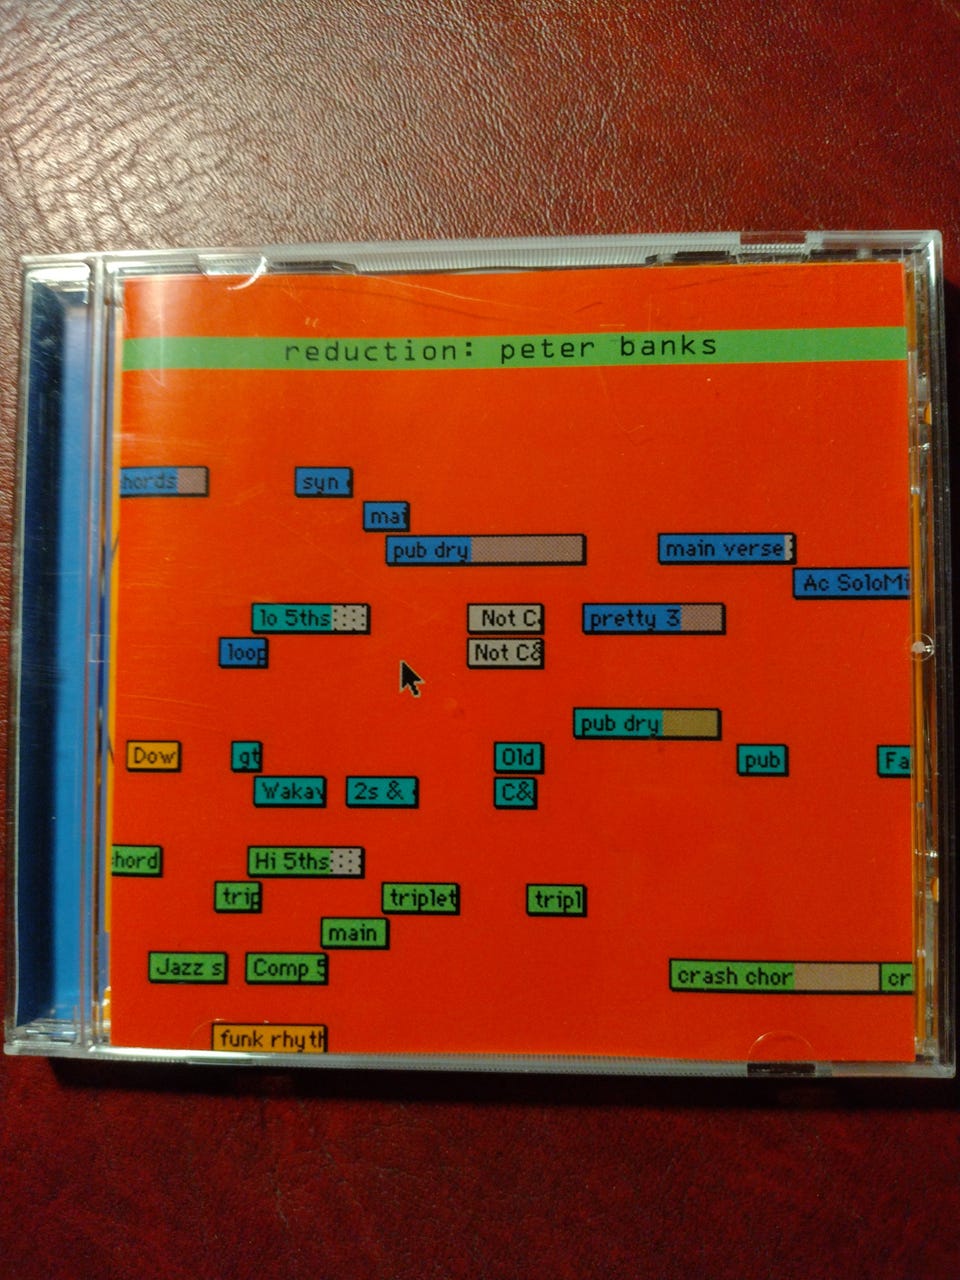 reduction: peter banks
hords
syn
mai
pub dry
main verse
Ac SoloMi
lo 5ths
Not C
pretty 3
loop
Not C&
pub dry
Dow
gt
Old
pub
Fa
Wakav
2s &
C&
hord
Hi 5ths
trip
triplet
tripl
main
Jazz s
Comp 5
crash chor
cr
funk rhyth